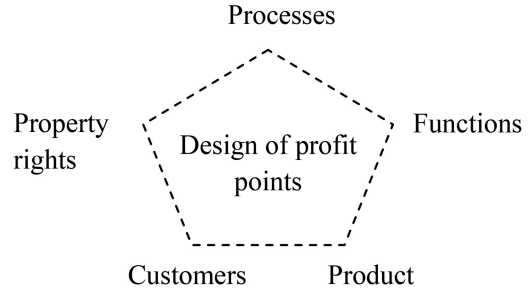 Processes
Property
rights
Functions
Design of profit
points
Customers
Product